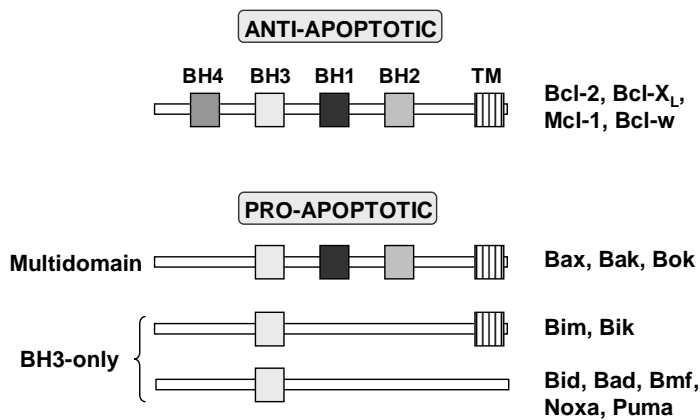 ANTI-APOPTOTIC
BH4 BH3 BH1 BH2 TM
Bcl-2, Bcl-XL,
Mcl-1, Bcl-w
PRO-APOPTOTIC
Multidomain
Bax, Bak, Bok
BH3-only
Bim, Bik
Bid, Bad, Bmf,
Noxa, Puma